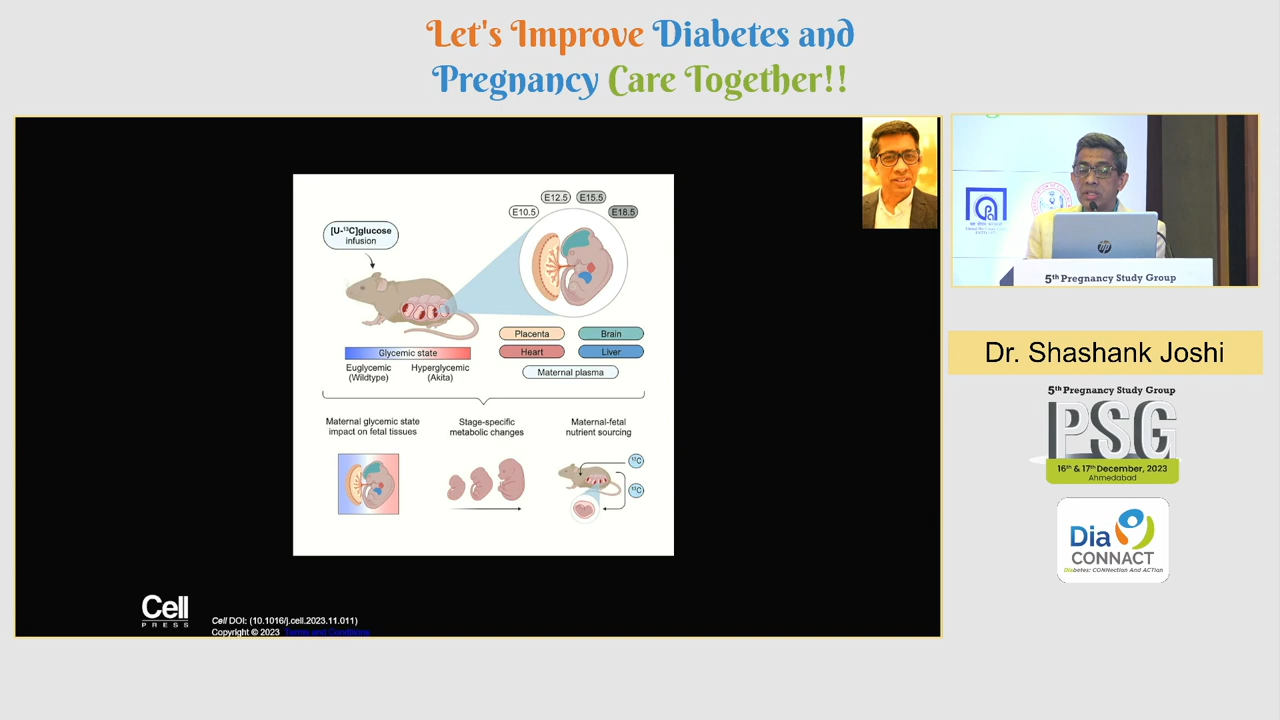 Let's Improve Diabetes and
Pregnancy Care Together!!
E12.5
E15.5
E10.5
E18.5
[U-¹³C]glucose
infusion
Placenta
Brain
Glycemic state
Heart
Liver
Euglycemic
(Wildtype)
Hyperglycemic
(Akita)
Maternal plasma
Maternal glycemic state
impact on fetal tissues
Stage-specific
metabolic changes
Maternal-fetal
nutrient sourcing
¹³C
¹³C
Cell
PRESS
Cell DOI: (10.1016/j.cell.2023.11.011)
Copyright © 2023 Terms and Conditions
hp
5th Pregnancy Study Group
Dr. Shashank Joshi
5th Pregnancy Study Group
PSG
16th & 17th December, 2023
Ahmedabad
Dia
CONNACT
Diabetes: CONNection And ACTion